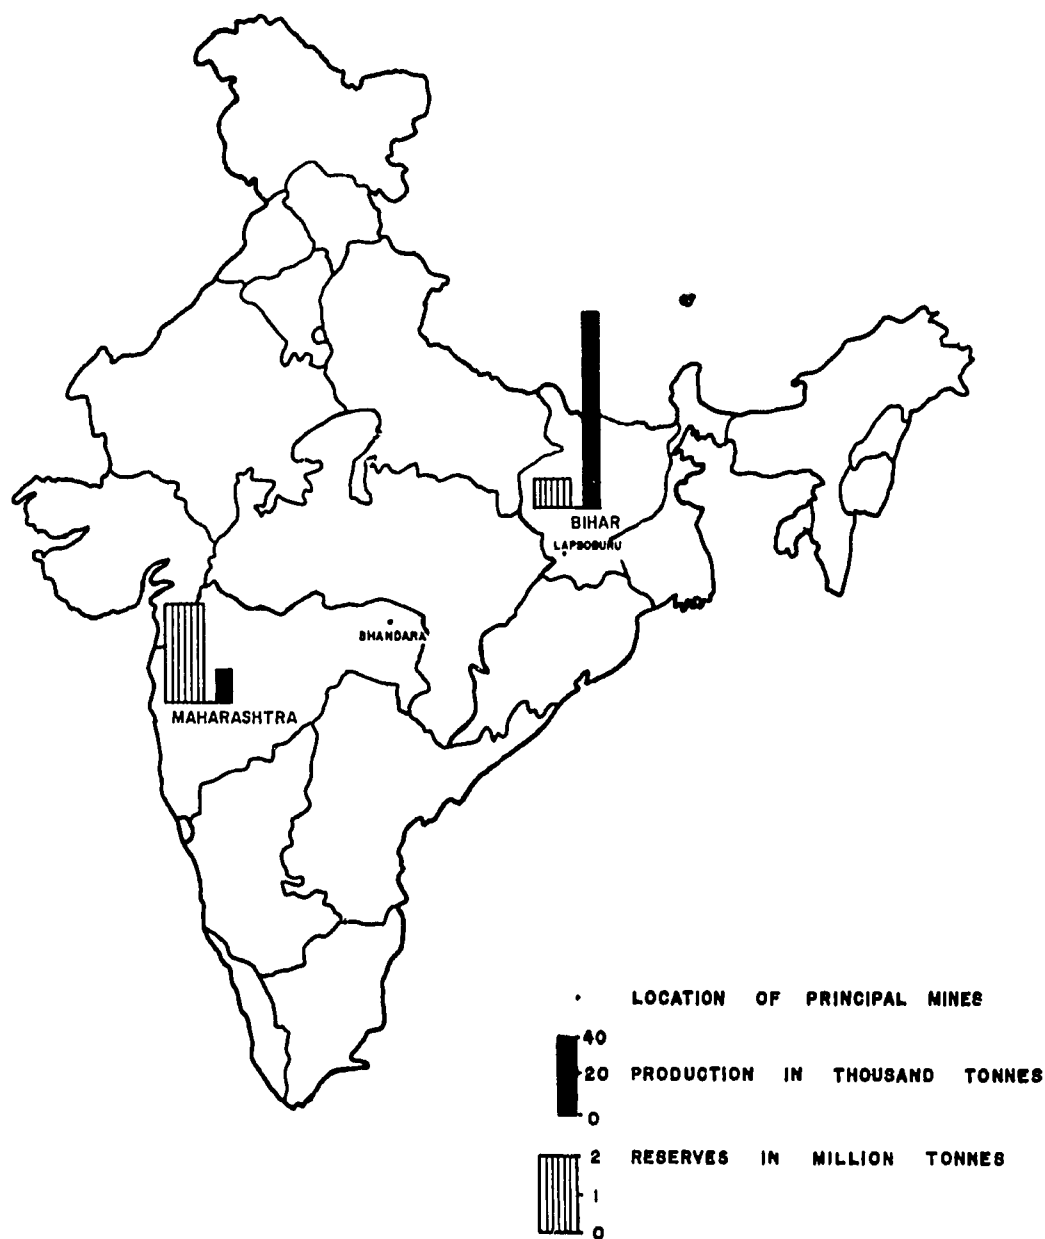 BIHAR
LAPSOBURU
BHANDARA
MAHARASHTRA
LOCATION OF PRINCIPAL MINES
40
20 PRODUCTION IN THOUSAND TONNES
0
2 RESERVES IN MILLION TONNES
1
0